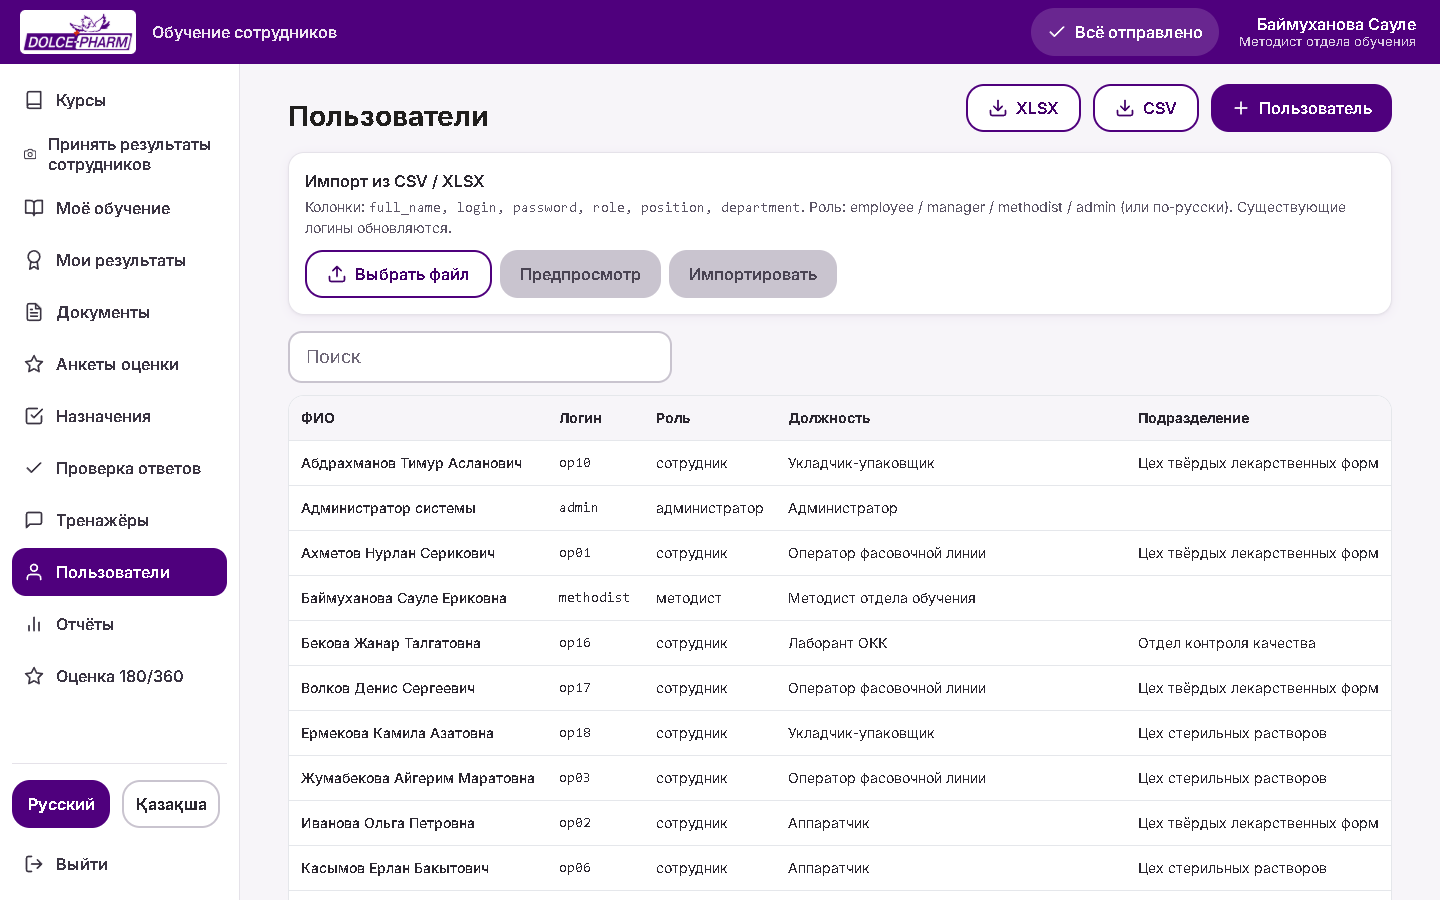 DOLCE-PHARM
Обучение сотрудников
Всё отправлено
Баймуханова Сауле
Методист отдела обучения
Курсы
Принять результаты
сотрудников
Моё обучение
Мои результаты
Документы
Анкеты оценки
Назначения
Проверка ответов
Тренажёры
Пользователи
Отчёты
Оценка 180/360
Русский
Қазақша
Выйти
Пользователи
XLSX
CSV
+ Пользователь
Импорт из CSV / XLSX
Колонки: full_name, login, password, role, position, department. Роль: employee / manager / methodist / admin (или по-русски). Существующие
логины обновляются.
Выбрать файл
Предпросмотр
Импортировать
Поиск
ФИО Логин Роль Должность Подразделение
Абдрахманов Тимур Асланович op10 сотрудник Укладчик-упаковщик Цех твёрдых лекарственных форм
Администратор системы admin администратор Администратор
Ахметов Нурлан Серикович op01 сотрудник Оператор фасовочной линии Цех твёрдых лекарственных форм
Баймуханова Сауле Ериковна methodist методист Методист отдела обучения
Бекова Жанар Талгатовна op16 сотрудник Лаборант ОКК Отдел контроля качества
Волков Денис Сергеевич op17 сотрудник Оператор фасовочной линии Цех твёрдых лекарственных форм
Ермекова Камила Азатовна op18 сотрудник Укладчик-упаковщик Цех стерильных растворов
Жумабекова Айгерим Маратовна op03 сотрудник Оператор фасовочной линии Цех стерильных растворов
Иванова Ольга Петровна op02 сотрудник Аппаратчик Цех твёрдых лекарственных форм
Касымов Ерлан Бакытович op06 сотрудник Аппаратчик Цех стерильных растворов